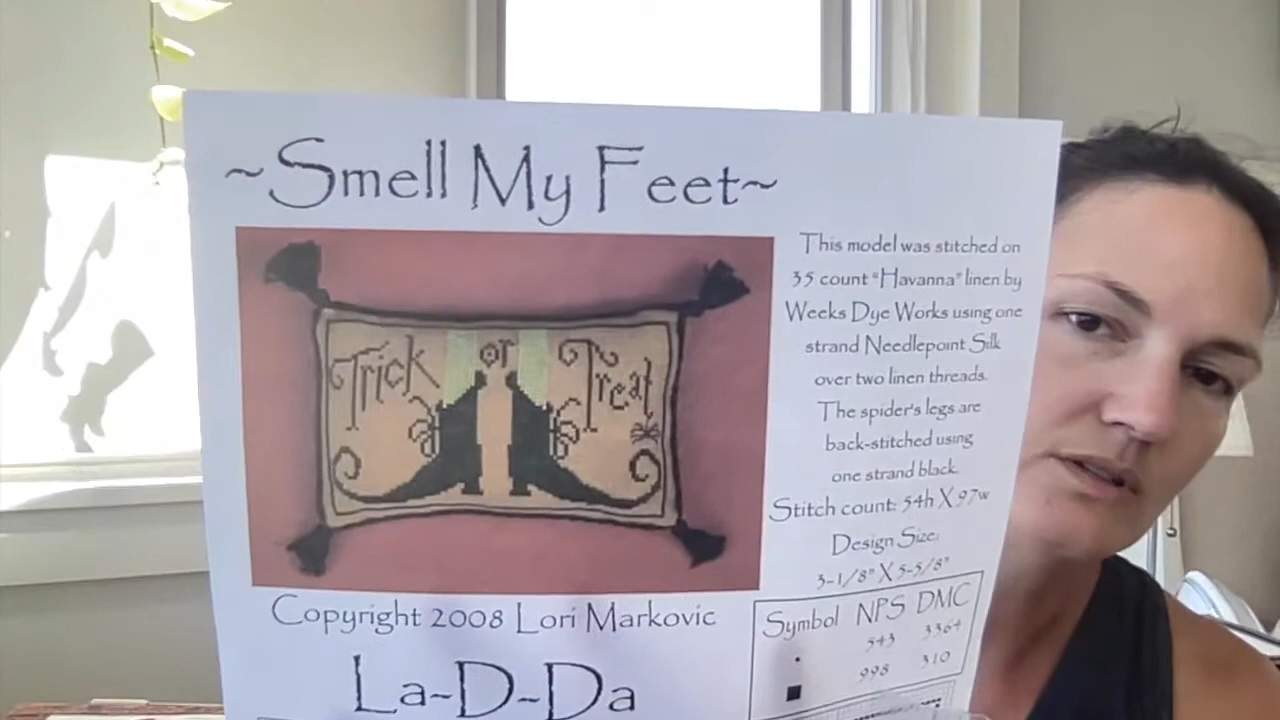 ~Smell My Feet~
Trick or Treat
This model was stitched on
35 count "Havanna" linen by
Weeks Dye Works using one
strand Needlepoint Silk
over two linen threads.
The spider's legs are
back-stitched using
one strand black.
Stitch count: 54h X 97w
Design Size:
3-1/8" X 5-5/8"
Symbol NPS DMC
543 3364
998 310
Copyright 2008 Lori Markovic
La-D-Da